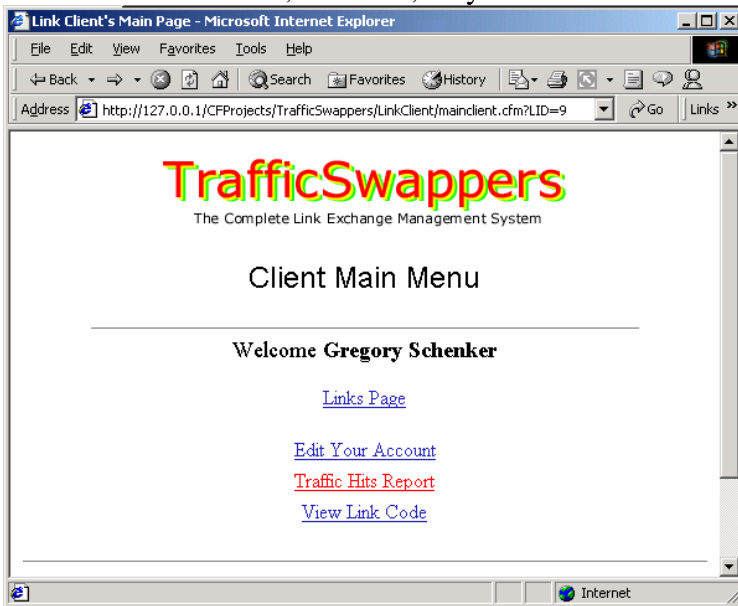 Link Client's Main Page - Microsoft Internet Explorer
File Edit View Favorites Tools Help
Back Search Favorites History
Address http://127.0.0.1/CFProjects/TrafficSwappers/LinkClient/mainclient.cfm?LID=9 Go Links »
TrafficSwappers
The Complete Link Exchange Management System
Client Main Menu
Welcome Gregory Schenker
Links Page
Edit Your Account
Traffic Hits Report
View Link Code
Internet